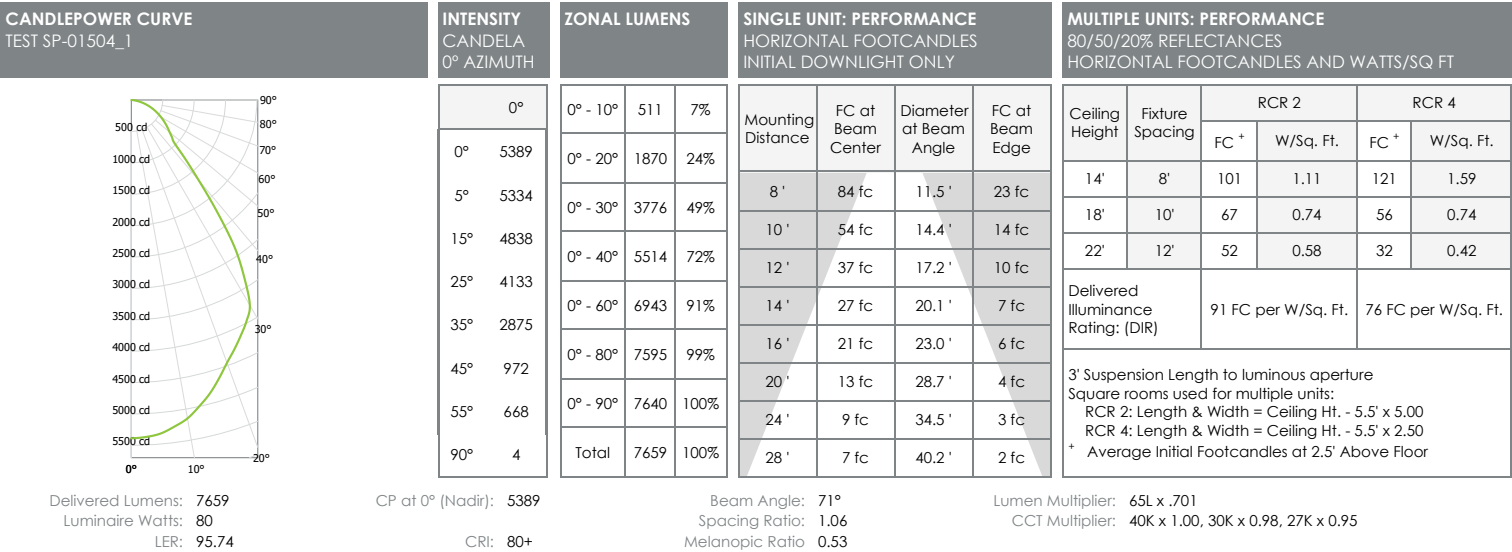 CANDLEPOWER CURVE
TEST SP-01504_1
500 cd
1000 cd
1500 cd
2000 cd
2500 cd
3000 cd
3500 cd
4000 cd
4500 cd
5000 cd
5500 cd
90°
80°
70°
60°
50°
40°
30°
0°
10°
20°
INTENSITY
CANDELA
0° AZIMUTH
0°
0° 5389
5° 5334
15° 4838
25° 4133
35° 2875
45° 972
55° 668
90° 4
ZONAL LUMENS
0° - 10° 511 7%
0° - 20° 1870 24%
0° - 30° 3776 49%
0° - 40° 5514 72%
0° - 60° 6943 91%
0° - 80° 7595 99%
0° - 90° 7640 100%
Total 7659 100%
SINGLE UNIT: PERFORMANCE
HORIZONTAL FOOTCANDLES
INITIAL DOWNLIGHT ONLY
Mounting Distance
FC at Beam Center
Diameter at Beam Angle
FC at Beam Edge
8 ' 84 fc 11.5 ' 23 fc
10 ' 54 fc 14.4 ' 14 fc
12 ' 37 fc 17.2 ' 10 fc
14 ' 27 fc 20.1 ' 7 fc
16 ' 21 fc 23.0 ' 6 fc
20 ' 13 fc 28.7 ' 4 fc
24 ' 9 fc 34.5 ' 3 fc
28 ' 7 fc 40.2 ' 2 fc
MULTIPLE UNITS: PERFORMANCE
80/50/20% REFLECTANCES
HORIZONTAL FOOTCANDLES AND WATTS/SQ FT
Ceiling Height
Fixture Spacing
RCR 2 RCR 4
FC + W/Sq. Ft. FC + W/Sq. Ft.
14' 8' 101 1.11 121 1.59
18' 10' 67 0.74 56 0.74
22' 12' 52 0.58 32 0.42
Delivered
Illuminance
Rating: (DIR)
91 FC per W/Sq. Ft. 76 FC per W/Sq. Ft.
3' Suspension Length to luminous aperture
Square rooms used for multiple units:
RCR 2: Length & Width = Ceiling Ht. - 5.5' x 5.00
RCR 4: Length & Width = Ceiling Ht. - 5.5' x 2.50
+ Average Initial Footcandles at 2.5' Above Floor
Delivered Lumens: 7659
Luminaire Watts: 80
LER: 95.74
CP at 0° (Nadir): 5389
CRI: 80+
Beam Angle: 71°
Spacing Ratio: 1.06
Melanopic Ratio 0.53
Lumen Multiplier: 65L x .701
CCT Multiplier: 40K x 1.00, 30K x 0.98, 27K x 0.95